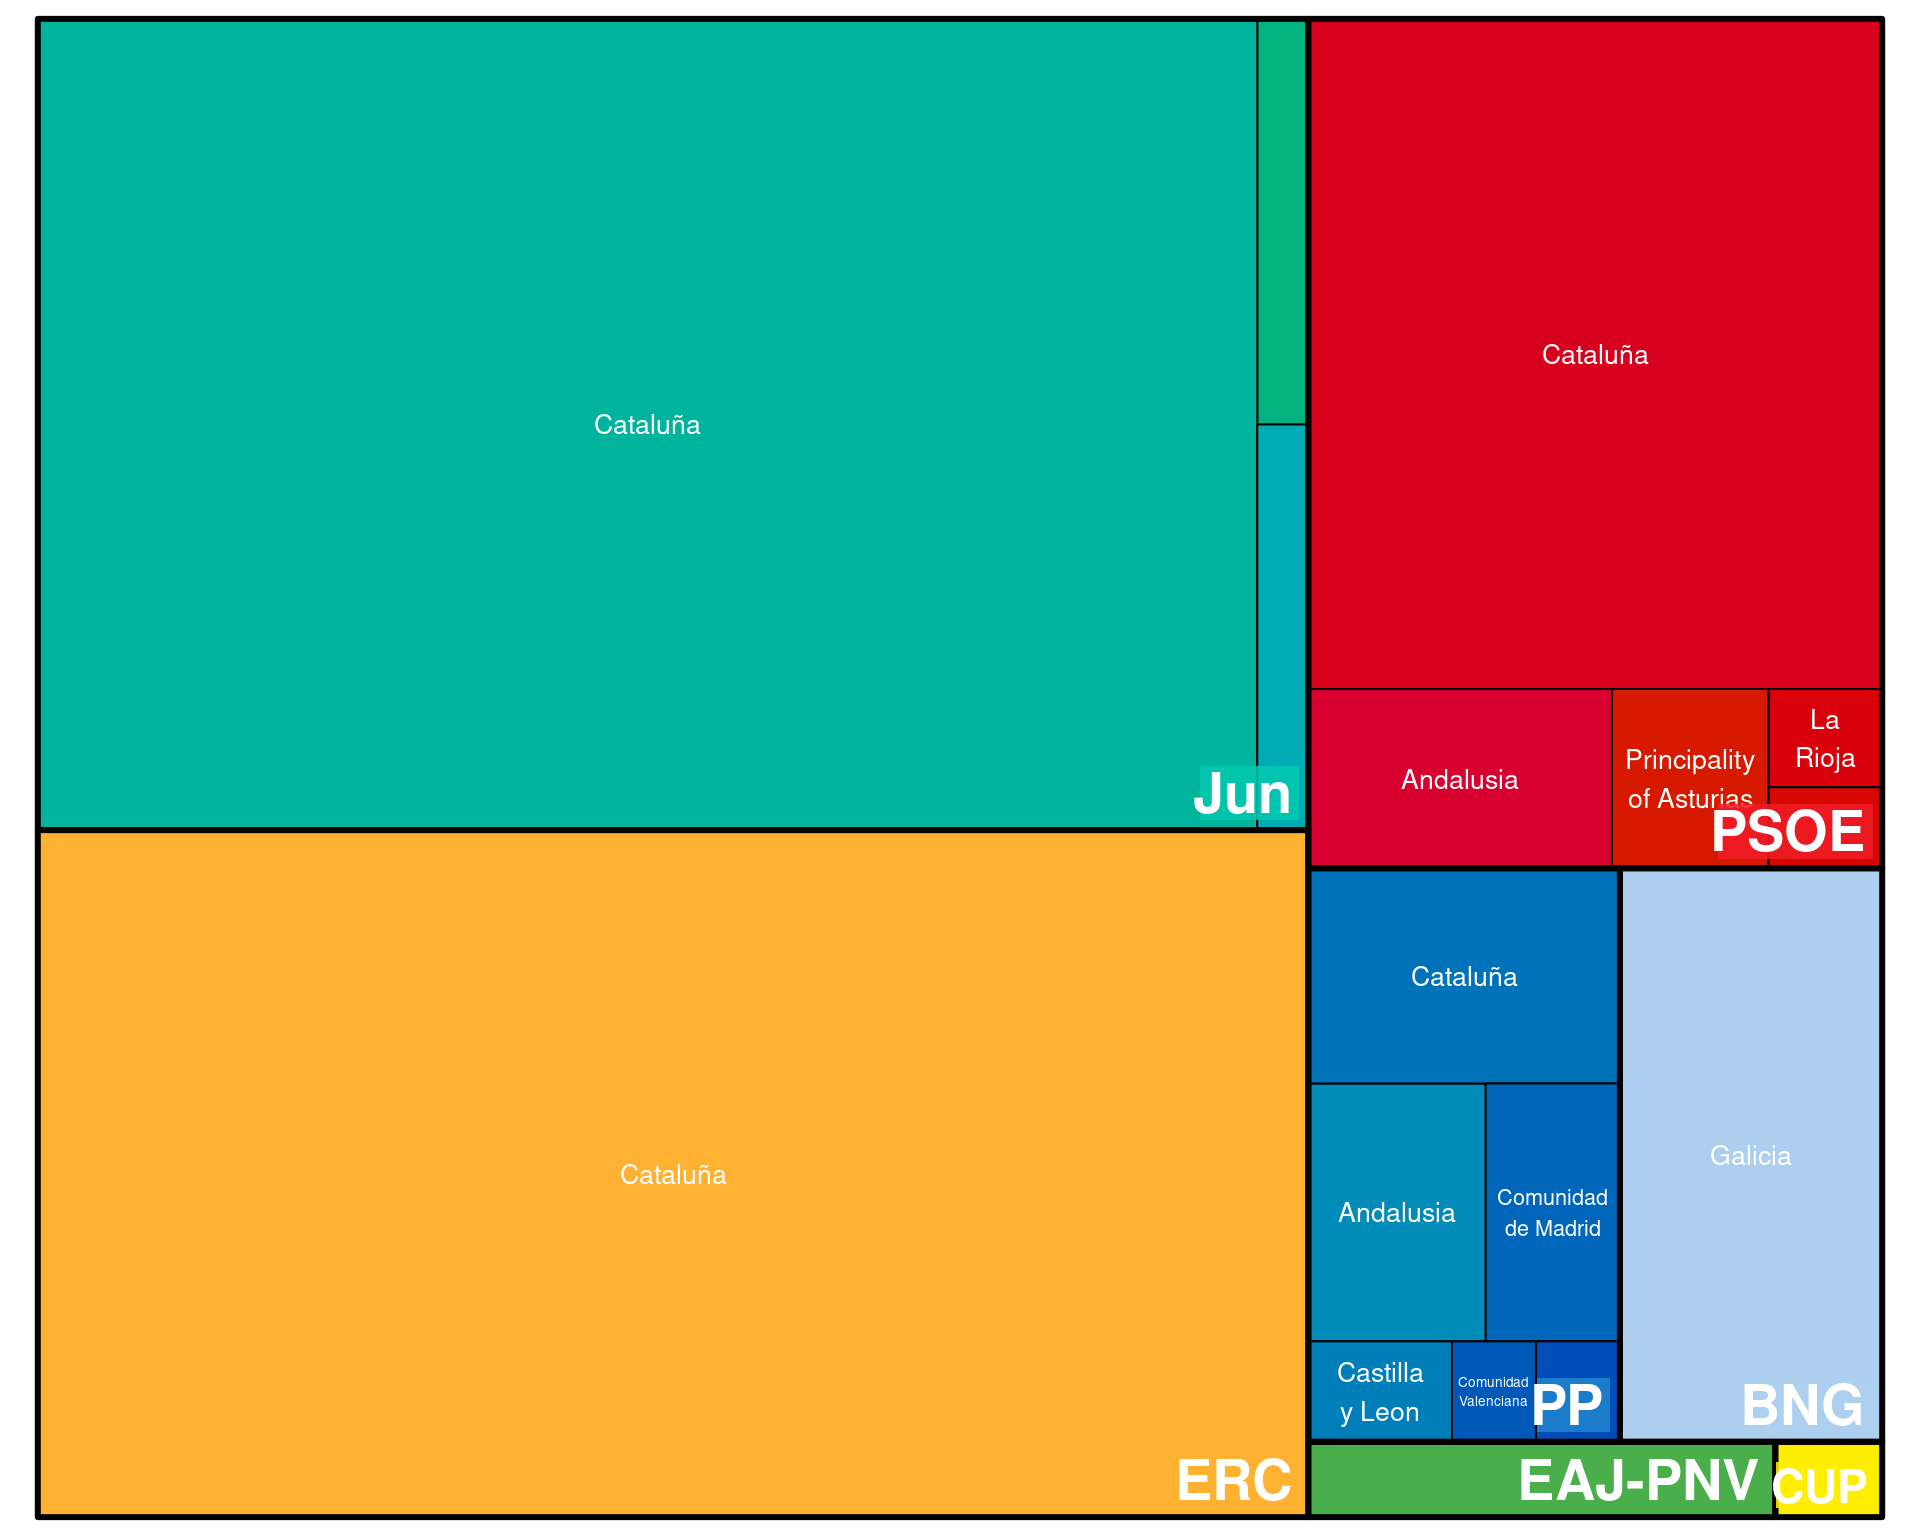 Cataluña
Jun
Cataluña
ERC
Cataluña
Andalusia
Principality
of Asturias
La
Rioja
PSOE
Cataluña
Andalusia
Comunidad
de Madrid
Castilla
y Leon
Comunidad
Valenciana
PP
Galicia
BNG
EAJ-PNV
CUP